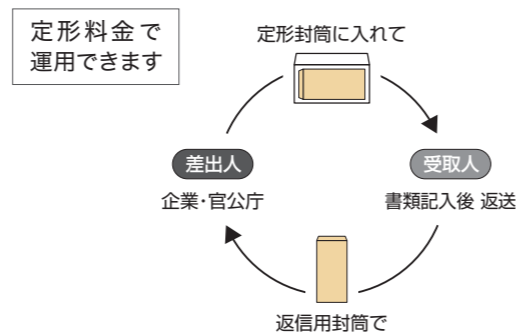 定形料金で
運用できます
定形封筒に入れて
差出人
企業・官公庁
受取人
書類記入後 返送
返信用封筒で